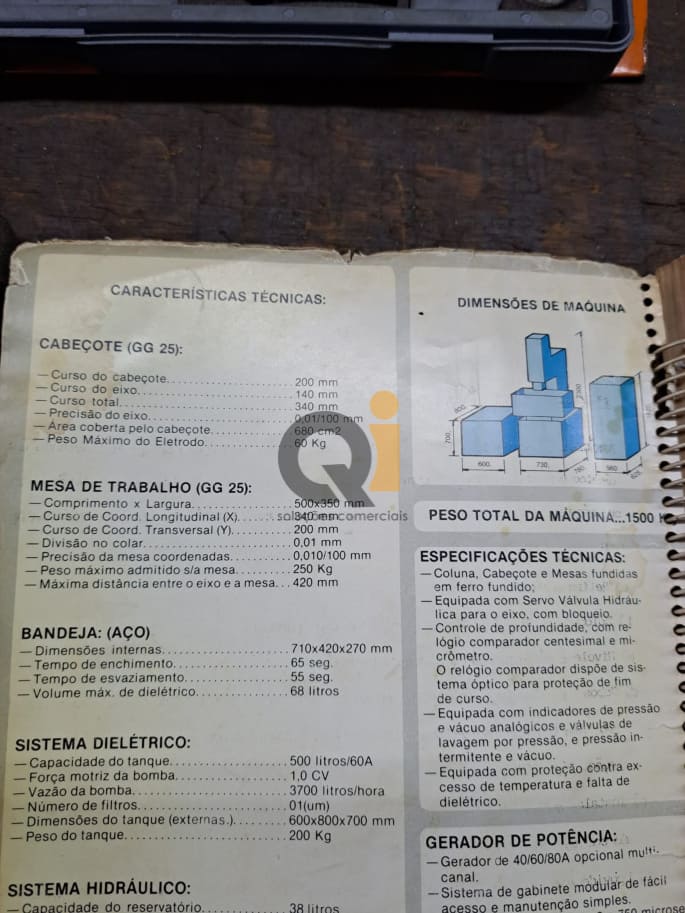 CARACTERÍSTICAS TÉCNICAS:
CABEÇOTE (GG 25):
— Curso do cabeçote........................ 200 mm
— Curso do eixo........................ 140 mm
— Curso total........................ 340 mm
— Precisão do eixo........................ 0,01/100 mm
— Área coberta pelo cabeçote............ 680 cm2
— Peso Máximo do Eletrodo............ 60 Kg
MESA DE TRABALHO (GG 25):
— Comprimento x Largura............ 500x350 mm
— Curso de Coord. Longitudinal (X)...... 340 mm
— Curso de Coord. Transversal (Y)...... 200 mm
— Divisão no colar........................ 0,01 mm
— Precisão da mesa coordenadas...... 0,010/100 mm
— Peso máximo admitido s/a mesa...... 250 Kg
— Máxima distância entre o eixo e a mesa... 420 mm
BANDEJA: (AÇO)
— Dimensões internas.................. 710x420x270 mm
— Tempo de enchimento.................. 65 seg.
— Tempo de esvaziamento............... 55 seg.
— Volume máx. de dielétrico............ 68 litros
SISTEMA DIELÉTRICO:
— Capacidade do tanque.................. 500 litros/60A
— Força motriz da bomba............... 1,0 CV
— Vazão da bomba........................ 3700 litros/hora
— Número de filtros..................... 01(um)
— Dimensões do tanque (externas.)...... 600x800x700 mm
— Peso do tanque........................ 200 Kg
SISTEMA HIDRÁULICO:
— Capacidade do reservatório............ 38 litros
Qi
soluções comerciais
DIMENSÕES DE MAQUINA
700.
600.
730.
PESO TOTAL DA MÁQUINA...1500
ESPECIFICAÇÕES TÉCNICAS:
— Coluna, Cabeçote e Mesas fundidas
em ferro fundido;
— Equipada com Servo Válvula Hidráu-
lica para o eixo, com bloqueio.
— Controle de profundidade, com re-
lógio comparador centesimal e mi-
crômetro.
O relógio comparador dispõe de sis-
tema óptico para proteção de fim
de curso.
— Equipada com indicadores de pressão
e vácuo analógicos e válvulas de
lavagem por pressão, e pressão in-
termitente e vácuo.
— Equipada com proteção contra ex-
cesso de temperatura e falta de
dielétrico.
GERADOR DE POTÊNCIA:
— Gerador de 40/60/80A opcional multi-
canal.
— Sistema de gabinete modular de fácil
acesso e manutenção simples.